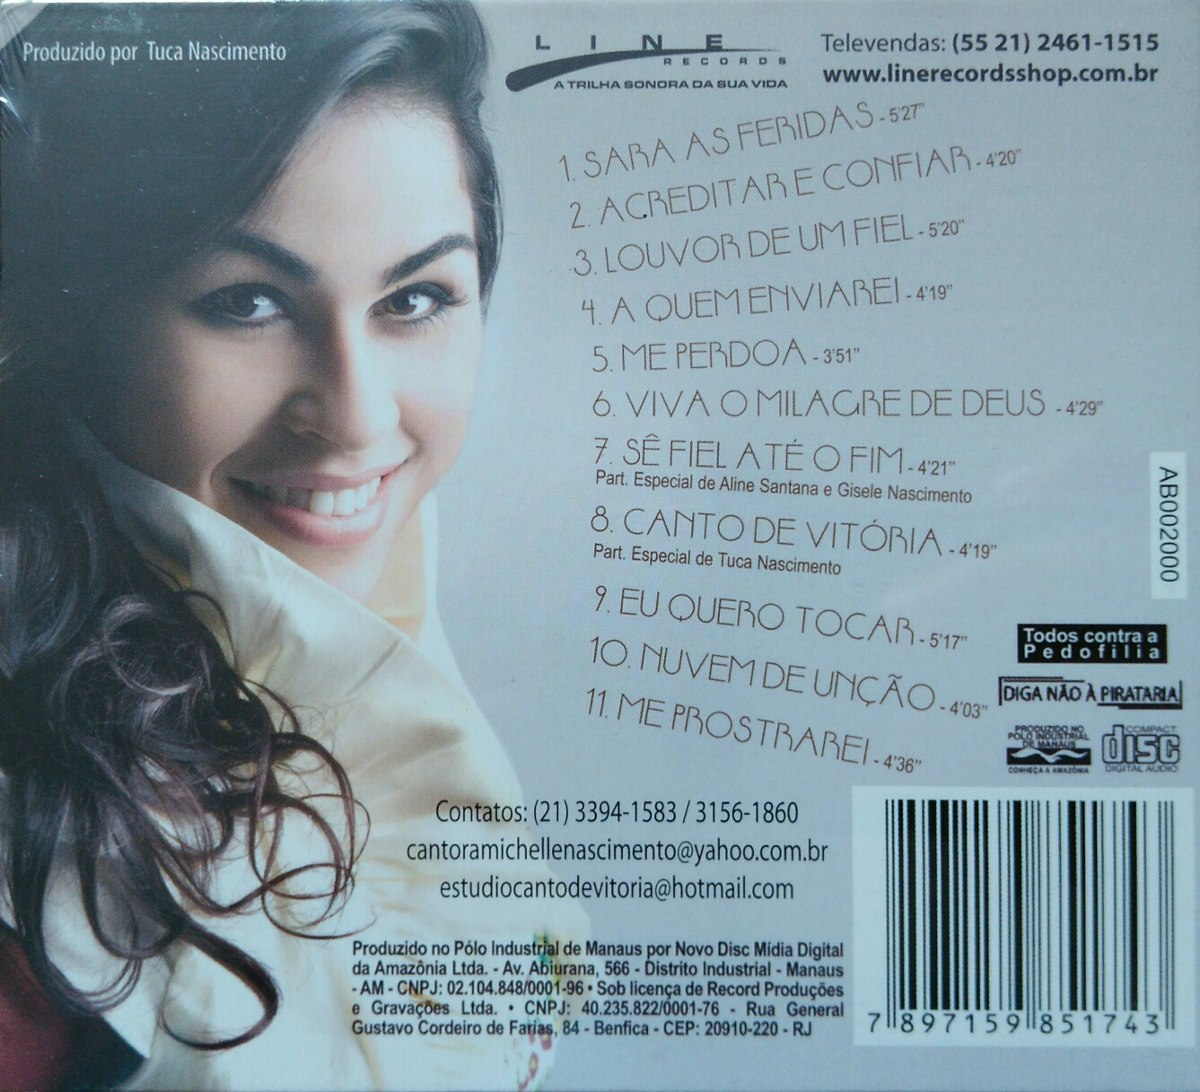 Produzido por Tuca Nascimento
LINE
RECORDS
A TRILHA SONORA DA SUA VIDA
Televendas: (55 21) 2461-1515
www.linerecordsshop.com.br
1. SARA AS FERIDAS - 5'27"
2. ACREDITAR E CONFIAR - 4'20"
3. LOUVOR DE UM FIEL - 5'20"
4. A QUEM ENVIAREI - 4'19"
5. ME PERDOA - 3'51"
6. VIVA O MILAGRE DE DEUS - 4'29"
7. SÊ FIEL ATÉ O FIM - 4'21"
Part. Especial de Aline Santana e Gisele Nascimento
8. CANTO DE VITÓRIA - 4'19"
Part. Especial de Tuca Nascimento
9. EU QUERO TOCAR - 5'17"
10. NUVEM DE UNÇÃO - 4'03"
11. ME PROSTRAREI - 4'36"
AB002000
Todos contra a
Pedofilia
DIGA NÃO À PIRATARIA
PRODUZIDO NO
PÓLO INDUSTRIAL
DE MANAUS
CONHEÇA A AMAZÔNIA
COMPACT
disc
DIGITAL AUDIO
Contatos: (21) 3394-1583 / 3156-1860
cantoramichellenascimento@yahoo.com.br
estudiocantodevitoria@hotmail.com
Produzido no Pólo Industrial de Manaus por Novo Disc Mídia Digital
da Amazônia Ltda. - Av. Abiurana, 566 - Distrito Industrial - Manaus
- AM - CNPJ: 02.104.848/0001-96 • Sob licença de Record Produções
e Gravações Ltda. • CNPJ: 40.235.822/0001-76 - Rua General
Gustavo Cordeiro de Farias, 84 - Benfica - CEP: 20910-220 - RJ
7 897159 851743